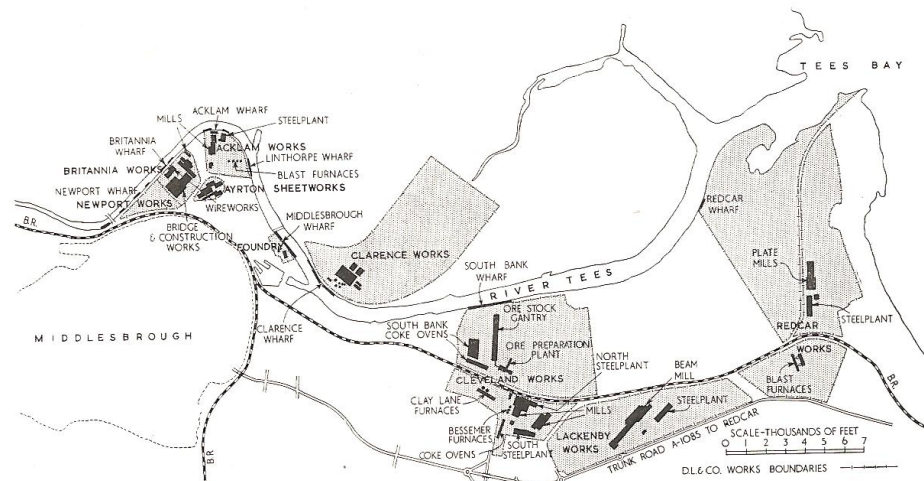 TEES BAY
ACKLAM WHARF
MILLS
STEELPLANT
BRITANNIA
WHARF
ACKLAM WORKS
LINTHORPE WHARF
BRITANNIA WORKS
BLAST FURNACES
NEWPORT WHARF
AYRTON SHEETWORKS
NEWPORT WORKS
WIREWORKS
B.R.
BRIDGE
& CONSTRUCTION
WORKS
MIDDLESBROUGH
WHARF
FOUNDRY
REDCAR
WHARF
CLARENCE WORKS
PLATE
MILLS
SOUTH BANK
WHARF
RIVER TEES
ORE STOCK
GANTRY
CLARENCE
WHARF
STEELPLANT
REDCAR
WORKS
MIDDLESBROUGH
SOUTH BANK
COKE OVENS
ORE PREPARATION
PLANT
NORTH
STEELPLANT
BEAM
MILL
CLEVELAND WORKS
BLAST
FURNACES
B.R.
CLAY LANE
FURNACES
MILLS
STEELPLANT
BESSEMER
FURNACES
LACKENBY
WORKS
COKE OVENS
SOUTH
STEELPLANT
TRUNK ROAD A-1085 TO REDCAR
B.R.
SCALE-THOUSANDS OF FEET
0 1 2 3 4 5 6 7
D.L.& CO. WORKS BOUNDARIES